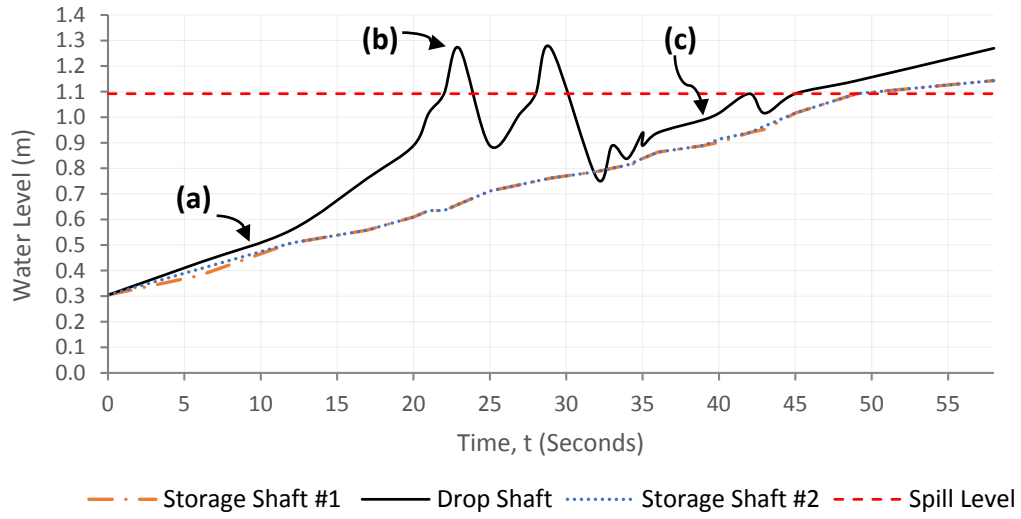 1.4
1.3
1.2
1.1
1.0
0.9
0.8
0.7
0.6
0.5
0.4
0.3
0.2
0.1
0.0
Water Level (m)
(a)
(b)
(c)
0 5 10 15 20 25 30 35 40 45 50 55
Time, t (Seconds)
Storage Shaft #1 Drop Shaft Storage Shaft #2 Spill Level